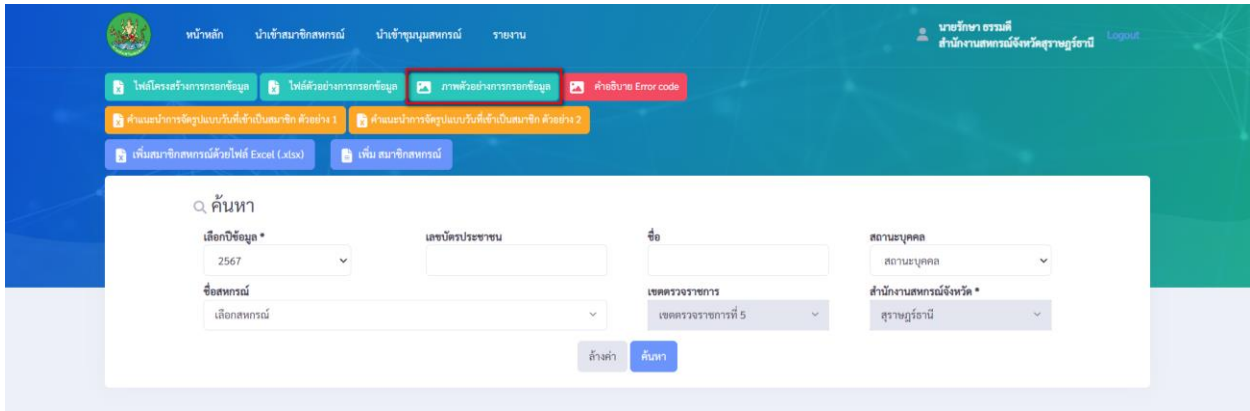 หน้าหลัก นำเข้าสมาชิกสหกรณ์ นำเข้าชุมนุมสหกรณ์ รายงาน
นายรักษา ธรรมดี
สำนักงานสหกรณ์จังหวัดสุราษฎร์ธานี Logout
ไฟล์โครงสร้างการกรอกข้อมูล ไฟล์ตัวอย่างการกรอกข้อมูล ภาพตัวอย่างการกรอกข้อมูล คำอธิบาย Error code
คำแนะนำการจัดรูปแบบวันที่เข้าเป็นสมาชิก ตัวอย่าง 1 คำแนะนำการจัดรูปแบบวันที่เข้าเป็นสมาชิก ตัวอย่าง 2
เพิ่มสมาชิกสหกรณ์ด้วยไฟล์ Excel (.xlsx) เพิ่ม สมาชิกสหกรณ์
ค้นหา
เลือกปีข้อมูล * เลขบัตรประชาชน ชื่อ สถานะบุคคล
2567 สถานะบุคคล
ชื่อสหกรณ์ เขตตรวจราชการ สำนักงานสหกรณ์จังหวัด *
เลือกสหกรณ์ เขตตรวจราชการที่ 5 สุราษฎร์ธานี
ล้างค่า ค้นหา